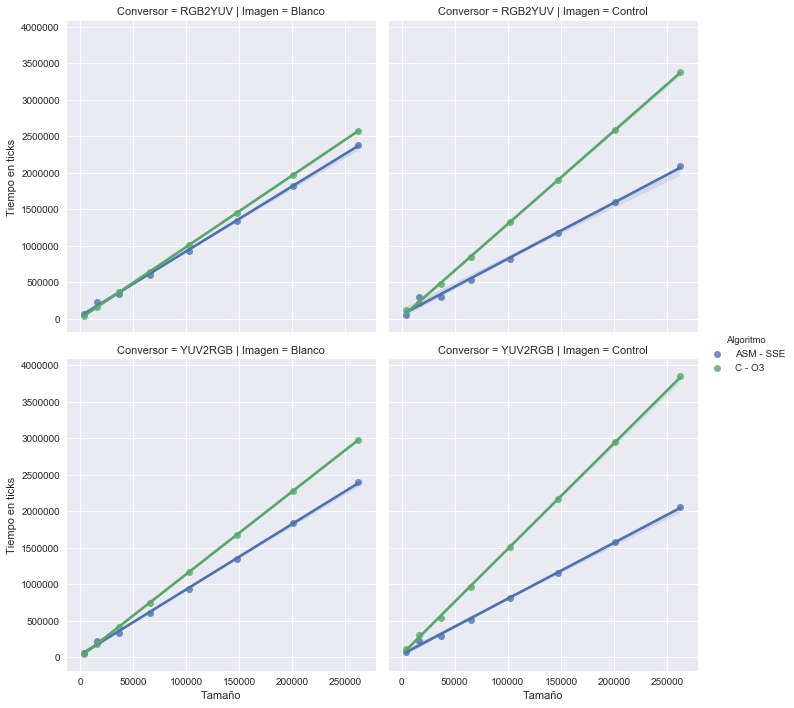 Conversor = RGB2YUV | Imagen = Blanco
Conversor = RGB2YUV | Imagen = Control
4000000
3500000
3000000
2500000
2000000
1500000
1000000
500000
0
Tiempo en ticks
Conversor = YUV2RGB | Imagen = Blanco
Conversor = YUV2RGB | Imagen = Control
4000000
3500000
3000000
2500000
2000000
1500000
1000000
500000
0
Tiempo en ticks
0 50000 100000 150000 200000 250000
0 50000 100000 150000 200000 250000
Tamaño
Tamaño
Algoritmo
ASM - SSE
C - O3